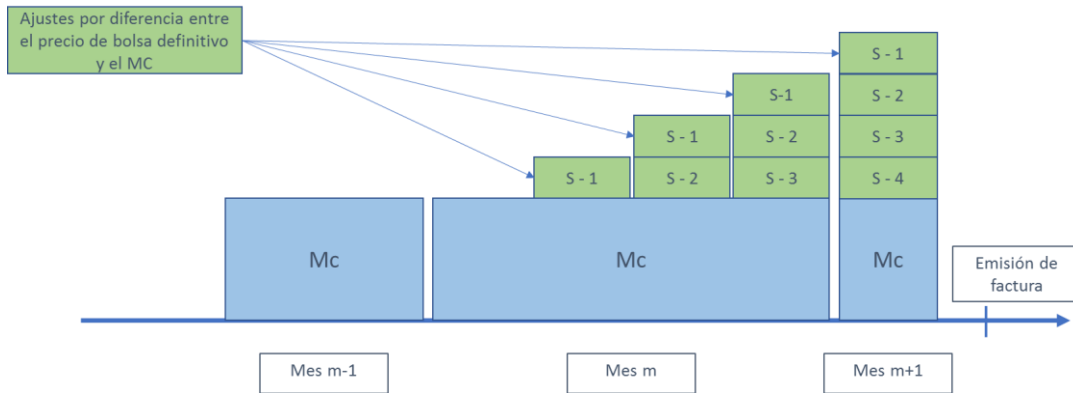 Ajustes por diferencia entre
el precio de bolsa definitivo
y el MC
S - 1
S-1
S - 2
S - 1
S - 2
S - 3
S - 1
S - 2
S - 3
S - 4
Mc
Mc
Mc
Emisión de
factura
Mes m-1
Mes m
Mes m+1